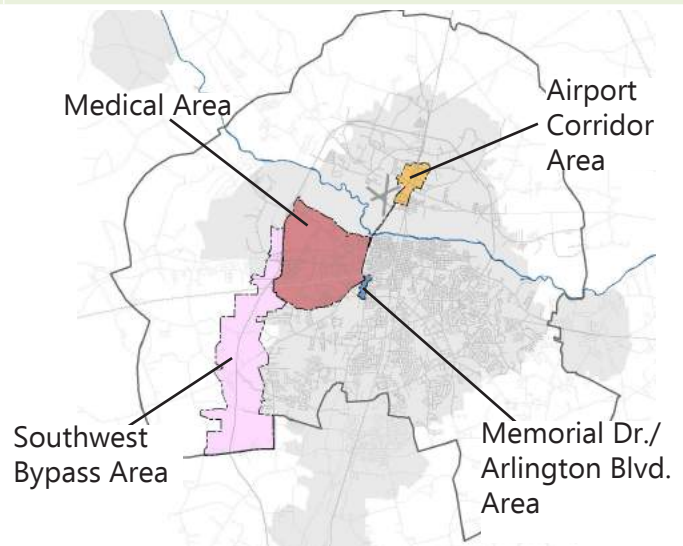 Medical Area
Airport
Corridor
Area
Southwest
Bypass Area
Memorial Dr./
Arlington Blvd.
Area